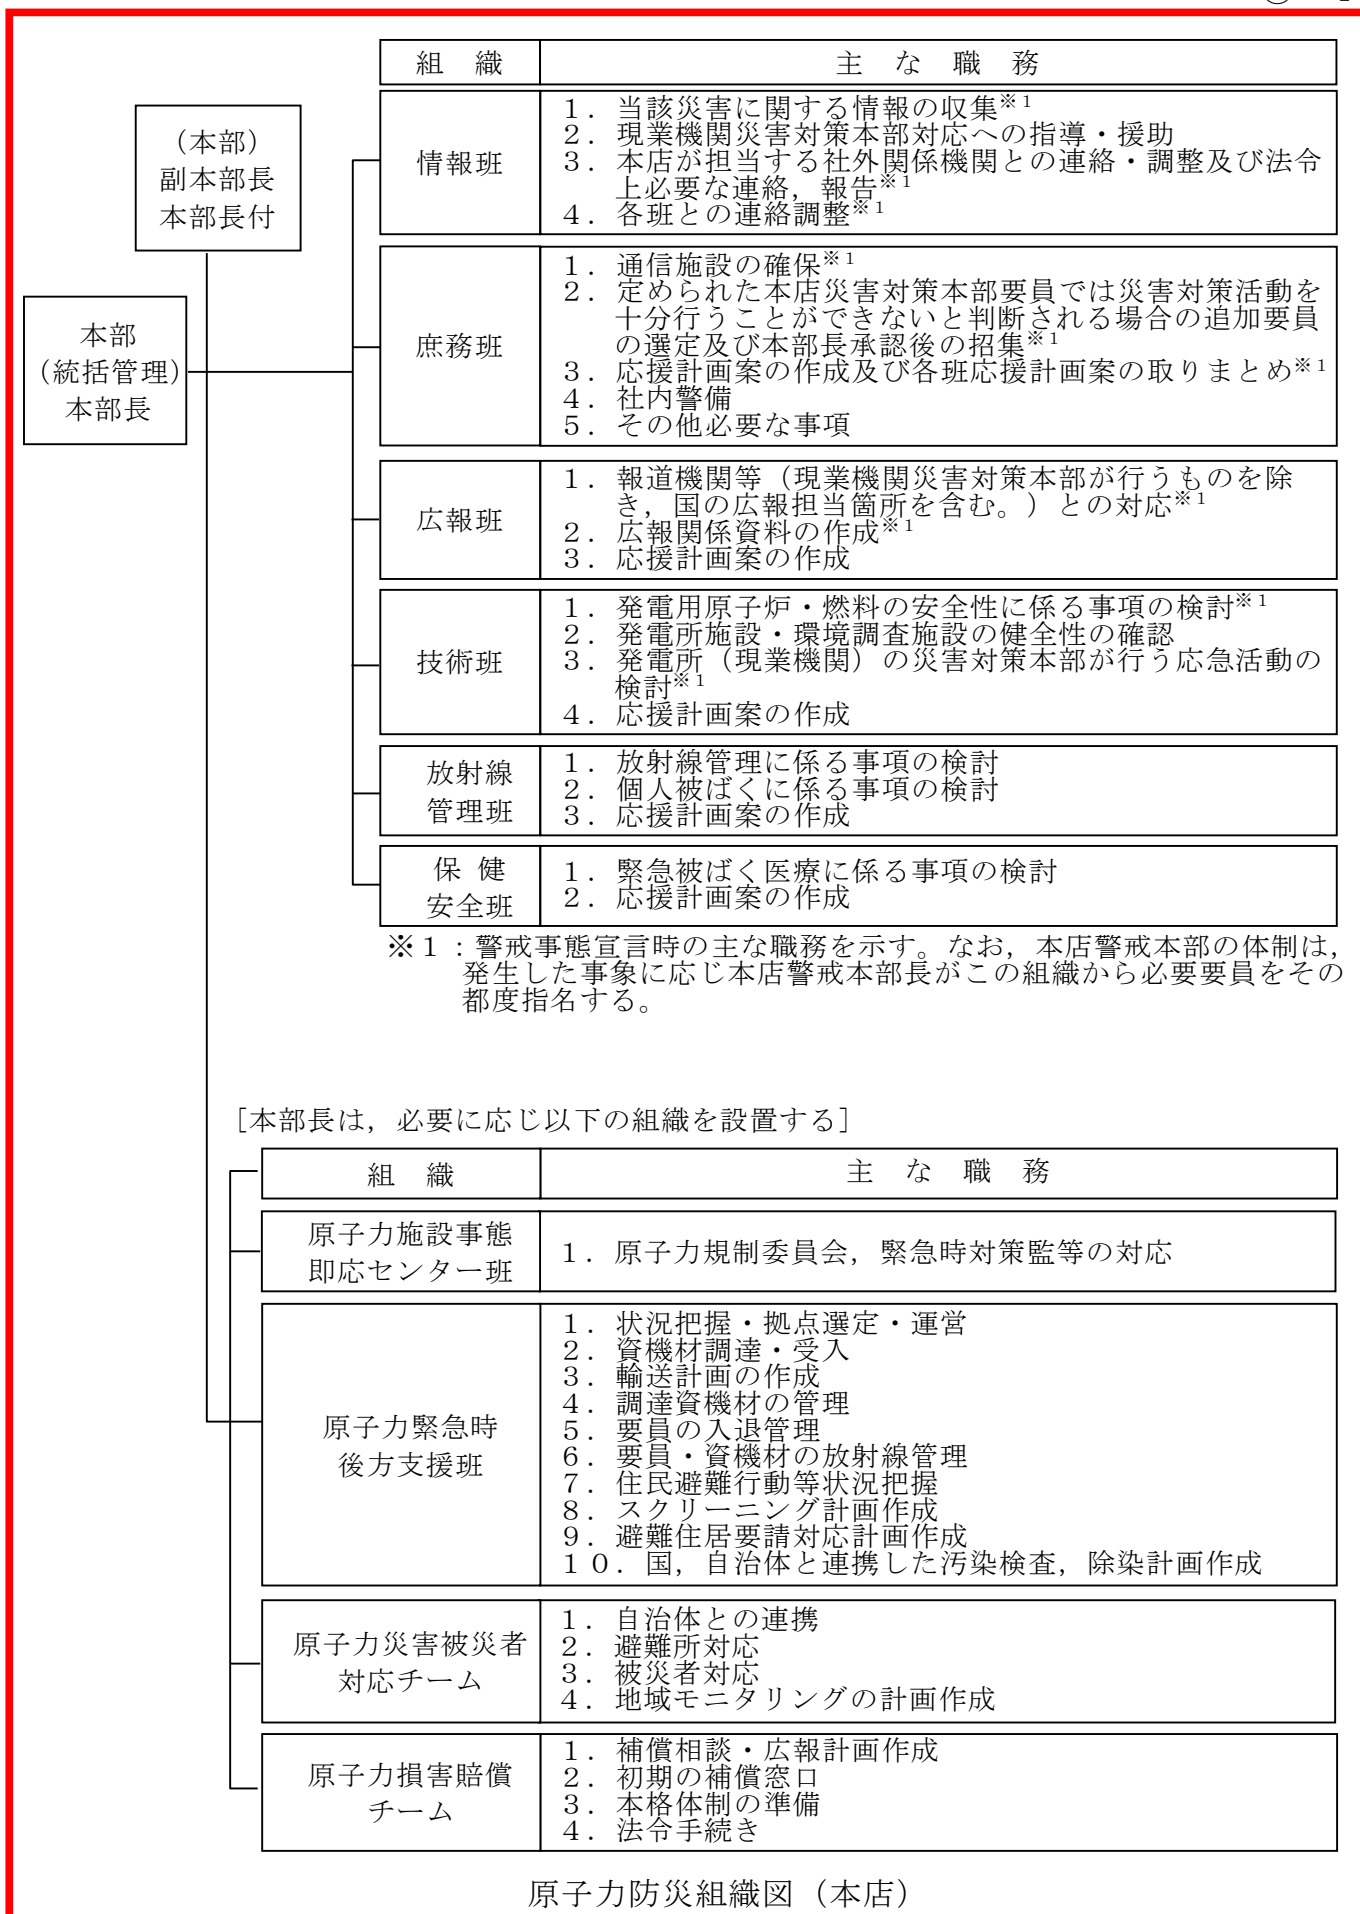 組　織　主　な　職　務
（本部）
副本部長
本部長付
本部
（統括管理）
本部長
情報班
１．当該災害に関する情報の収集※１
２．現業機関災害対策本部対応への指導・援助
３．本店が担当する社外関係機関との連絡・調整及び法令
上必要な連絡，報告※１
４．各班との連絡調整※１
庶務班
１．通信施設の確保※１
２．定められた本店災害対策本部要員では災害対策活動を
十分行うことができないと判断される場合の追加要員
の選定及び本部長承認後の招集※１
３．応援計画案の作成及び各班応援計画案の取りまとめ※１
４．社内警備
５．その他必要な事項
広報班
１．報道機関等（現業機関災害対策本部が行うものを除
き，国の広報担当箇所を含む。）との対応※１
２．広報関係資料の作成※１
３．応援計画案の作成
技術班
１．発電用原子炉・燃料の安全性に係る事項の検討※１
２．発電所施設・環境調査施設の健全性の確認
３．発電所（現業機関）の災害対策本部が行う応急活動の
検討※１
４．応援計画案の作成
放射線
管理班
１．放射線管理に係る事項の検討
２．個人被ばくに係る事項の検討
３．応援計画案の作成
保　健
安全班
１．緊急被ばく医療に係る事項の検討
２．応援計画案の作成
※１：警戒事態宣言時の主な職務を示す。なお，本店警戒本部の体制は，
発生した事象に応じ本店警戒本部長がこの組織から必要要員をその
都度指名する。
［本部長は，必要に応じ以下の組織を設置する］
組　織　主　な　職　務
原子力施設事態
即応センター班
１．原子力規制委員会，緊急時対策監等の対応
原子力緊急時
後方支援班
１．状況把握・拠点選定・運営
２．資機材調達・受入
３．輸送計画の作成
４．調達資機材の管理
５．要員の入退管理
６．要員・資機材の放射線管理
７．住民避難行動等状況把握
８．スクリーニング計画作成
９．避難住居要請対応計画作成
１０．国，自治体と連携した汚染検査，除染計画作成
原子力災害被災者
対応チーム
１．自治体との連携
２．避難所対応
３．被災者対応
４．地域モニタリングの計画作成
原子力損害賠償
チーム
１．補償相談・広報計画作成
２．初期の補償窓口
３．本格体制の準備
４．法令手続き
原子力防災組織図（本店）